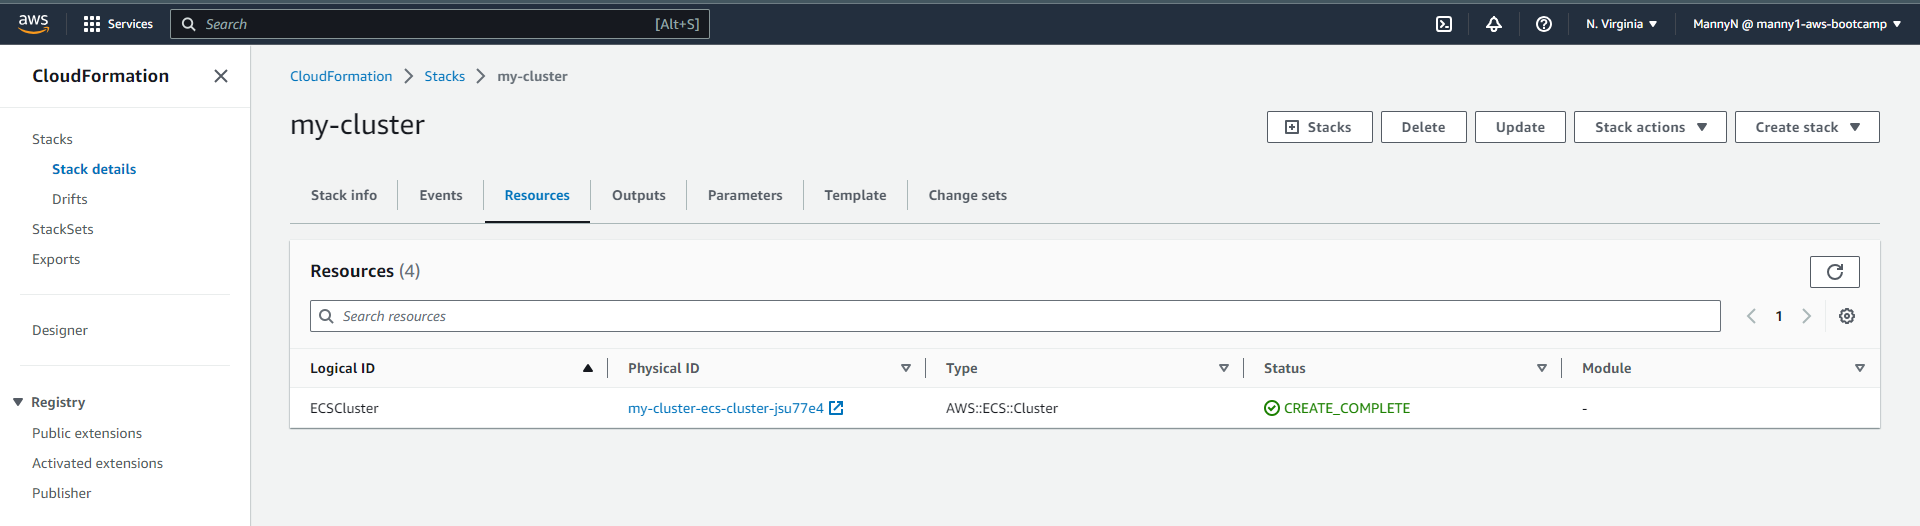 aws Services Search [Alt+S] N. Virginia MannyN @ manny1-aws-bootcamp
CloudFormation
Stacks
Stack details
Drifts
StackSets
Exports
Designer
Registry
Public extensions
Activated extensions
Publisher
CloudFormation Stacks my-cluster
my-cluster
Stacks Delete Update Stack actions Create stack
Stack info Events Resources Outputs Parameters Template Change sets
Resources (4)
Search resources 1
Logical ID Physical ID Type Status Module
ECSCluster my-cluster-ecs-cluster-jsu77e4 AWS::ECS::Cluster CREATE_COMPLETE -